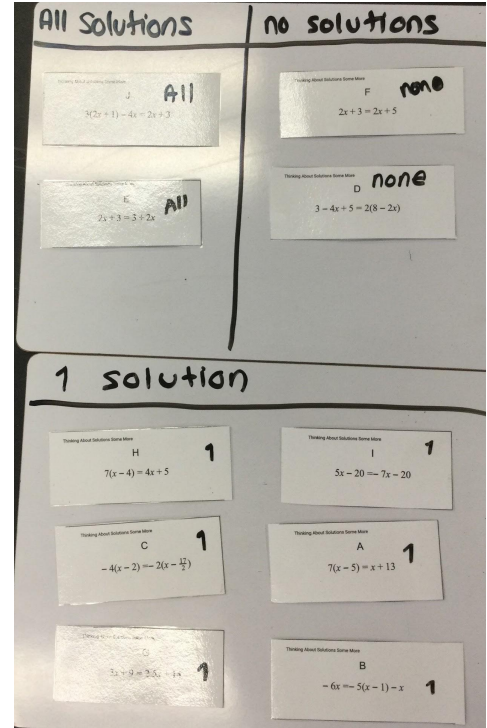 All Solutions
J All
3(2x + 1) − 4x = 2x + 3
E All
2x + 3 = 3 + 2x
no solutions
Thinking About Solutions Some More
F none
2x + 3 = 2x + 5
Thinking About Solutions Some More
D none
3 − 4x + 5 = 2(8 − 2x)
1 solution
Thinking About Solutions Some More
H 1
7(x − 4) = 4x + 5
Thinking About Solutions Some More
I 1
5x − 20 = − 7x − 20
Thinking About Solutions Some More
C 1
− 4(x − 2) = − 2(x − 17/2)
Thinking About Solutions Some More
A 1
7(x − 5) = x + 13
G
1
Thinking About Solutions Some More
B
− 6x = − 5(x − 1) − x 1